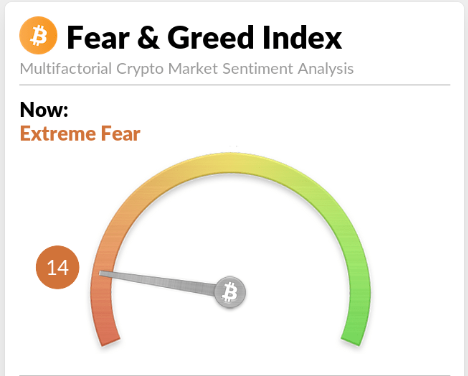 Fear & Greed Index
Multifactorial Crypto Market Sentiment Analysis
Now:
Extreme Fear
14